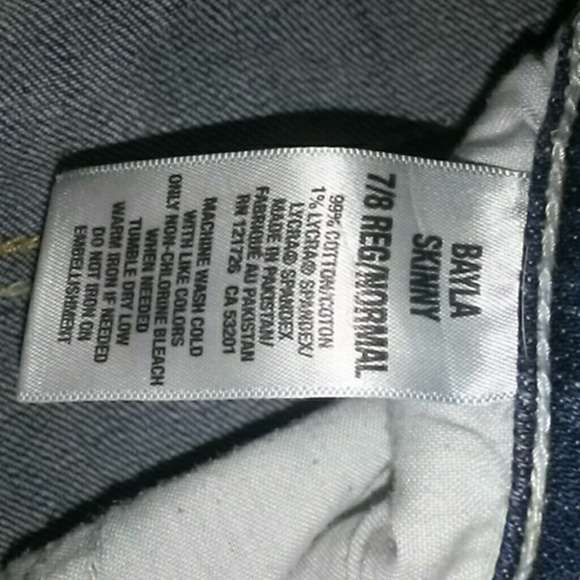 BAYLA
SKINNY
7/8 REG/NORMAL
99% COTTON/COTON
1% LYCRA® SPANDEX/
LYCRA® SPANDEX
MADE IN PAKISTAN/
FABRIQUE AU PAKISTAN
RN 121726 CA 53201
MACHINE WASH COLD
WITH LIKE COLORS
ONLY NON-CHLORINE BLEACH
WHEN NEEDED
TUMBLE DRY LOW
WARM IRON IF NEEDED
DO NOT IRON ON
EMBELLISHMENT